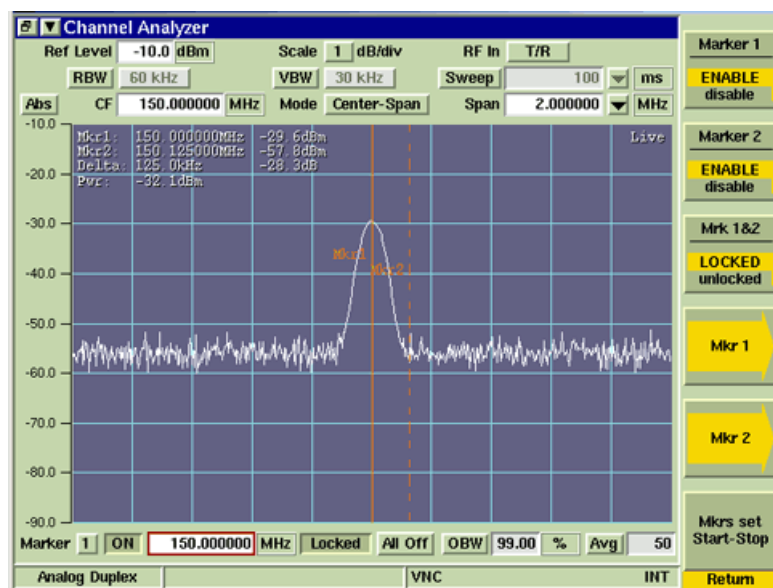 Channel Analyzer
Ref Level -10.0 dBm Scale 1 dB/div RF In T/R
RBW 60 kHz VBW 30 kHz Sweep 100 ms
Abs CF 150.000000 MHz Mode Center-Span Span 2.000000 MHz
-10.0
Mkr1: 150.000000MHz -29.6dBm Live
Mkr2: 150.125000MHz -57.8dBm
Delta: 125.0kHz -28.3dB
Pwr: -32.1dBm
-20.0
-30.0
Mkr1
Mkr2
-40.0
-50.0
-60.0
-70.0
-80.0
-90.0
Marker 1 ON 150.000000 MHz Locked All Off OBW 99.00 % Avg 50
Analog Duplex VNC INT
Marker 1
ENABLE
disable
Marker 2
ENABLE
disable
Mrk 1&2
LOCKED
unlocked
Mkr 1
Mkr 2
Mkrs set
Start-Stop
Return